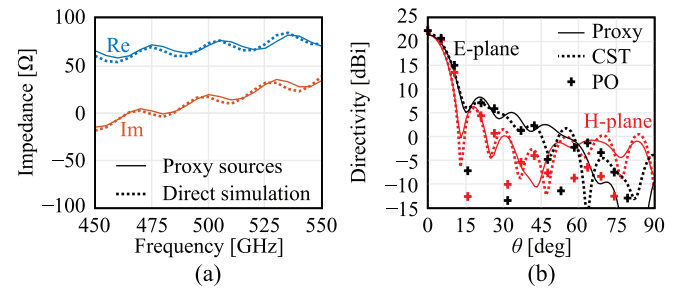 100
50
0
−50
−100
Impedance [Ω]
Re
Im
Proxy sources
Direct simulation
450
475
500
525
550
Frequency [GHz]
(a)
25
20
15
10
5
0
−5
−10
−15
Directivity [dBi]
E-plane
Proxy
CST
PO
H-plane
0
15
30
45
60
75
90
θ [deg]
(b)